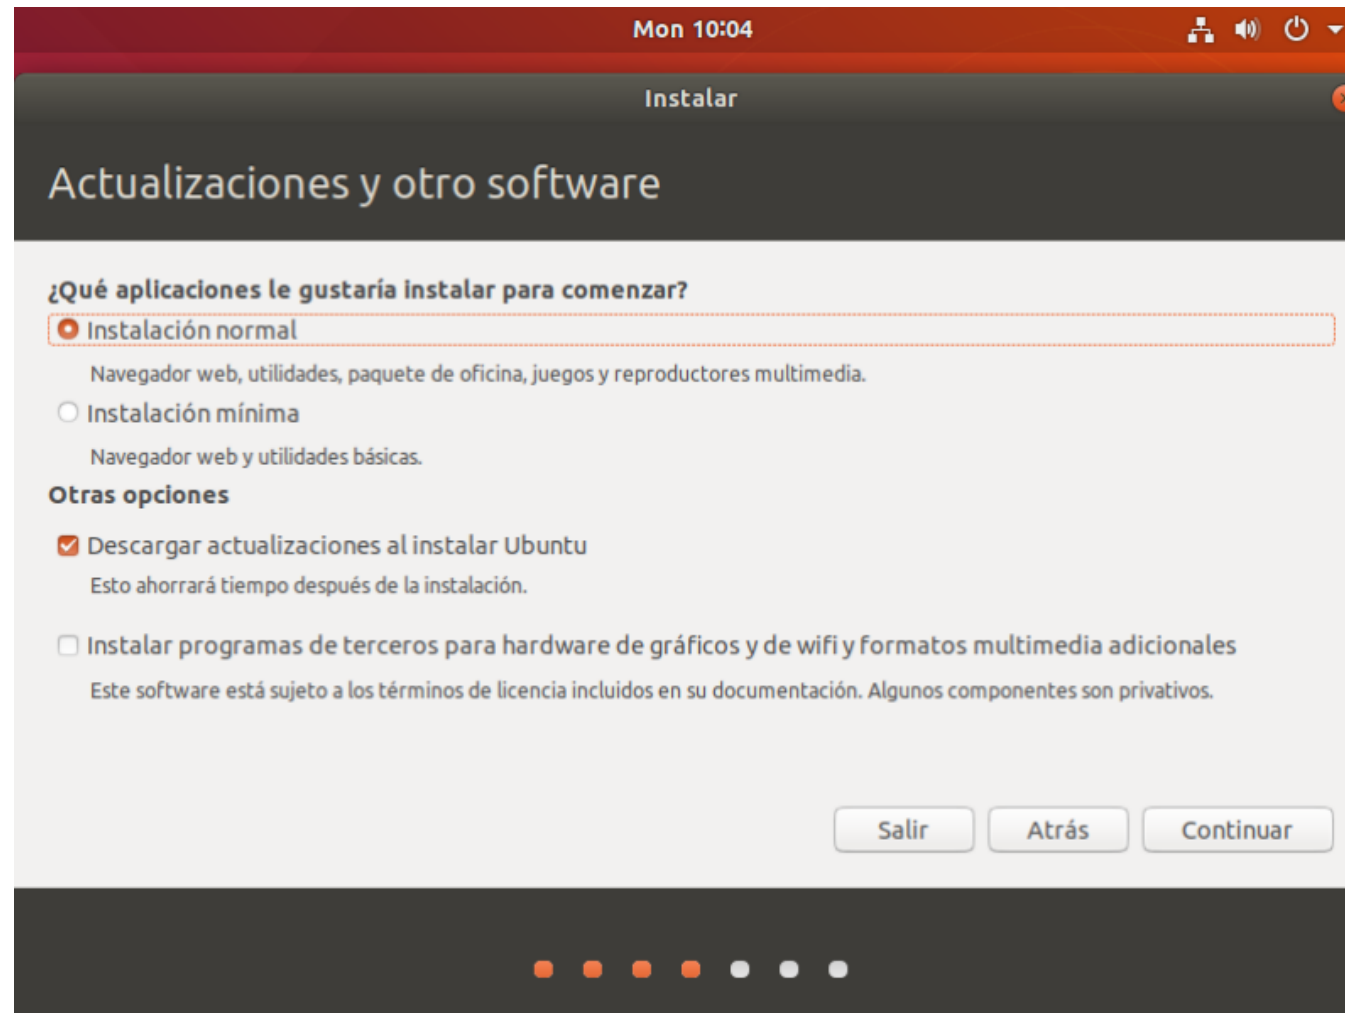 Mon 10:04
Instalar
Actualizaciones y otro software
¿Qué aplicaciones le gustaría instalar para comenzar?
Instalación normal
Navegador web, utilidades, paquete de oficina, juegos y reproductores multimedia.
Instalación mínima
Navegador web y utilidades básicas.
Otras opciones
Descargar actualizaciones al instalar Ubuntu
Esto ahorrará tiempo después de la instalación.
Instalar programas de terceros para hardware de gráficos y de wifi y formatos multimedia adicionales
Este software está sujeto a los términos de licencia incluidos en su documentación. Algunos componentes son privativos.
Salir Atrás Continuar